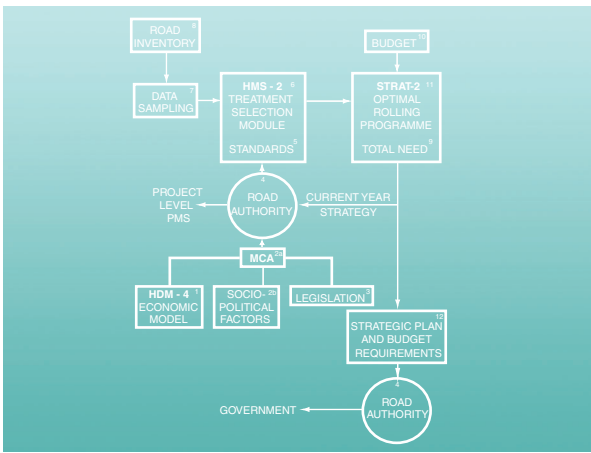 ROAD 8
INVENTORY
BUDGET 10
DATA 7
SAMPLING
HMS - 2 6
TREATMENT
SELECTION
MODULE
STANDARDS 5
STRAT-2 11
OPTIMAL
ROLLING
PROGRAMME
TOTAL NEED 9
4
ROAD
AUTHORITY
PROJECT
LEVEL
PMS
CURRENT YEAR
STRATEGY
MCA 2a
HDM - 4 1
ECONOMIC
MODEL
SOCIO- 2b
POLITICAL
FACTORS
LEGISLATION 3
12
STRATEGIC PLAN
AND BUDGET
REQUIREMENTS
4
ROAD
AUTHORITY
GOVERNMENT